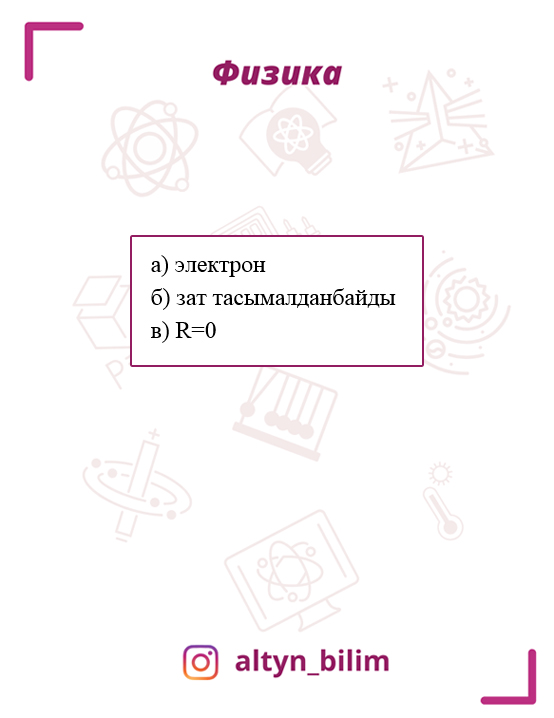 Физика
а) электрон
б) зат тасымалданбайды
в) R=0
altyn_bilim